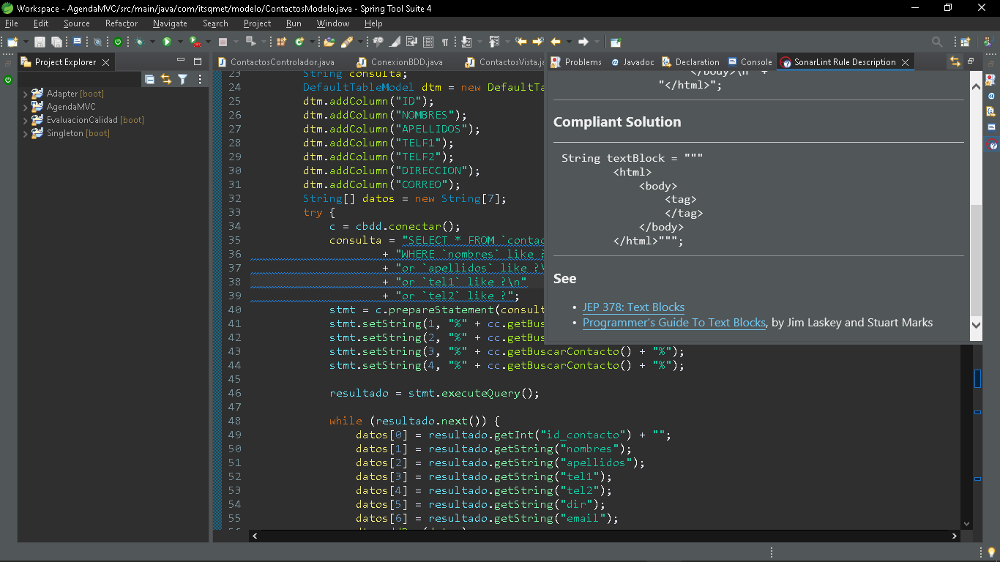 Workspace - AgendaMVC/src/main/java/com/itsqmet/modelo/ContactosModelo.java - Spring Tool Suite 4
File Edit Source Refactor Navigate Search Project Run Window Help
Project Explorer
Adapter [boot]
AgendaMVC
EvaluacionCalidad [boot]
Singleton [boot]
ContactosControlador.java ConexionBDD.java ContactosVista.ja
23 String consulta;
24 DefaultTableModel dtm = new DefaultTa
25 dtm.addColumn("ID");
26 dtm.addColumn("NOMBRES");
27 dtm.addColumn("APELLIDOS");
28 dtm.addColumn("TELF1");
29 dtm.addColumn("TELF2");
30 dtm.addColumn("DIRECCION");
31 dtm.addColumn("CORREO");
32 String[] datos = new String[7];
33 try {
34 c = cbdd.conectar();
35 consulta = "SELECT * FROM `contac
36 + "WHERE `nombres` like ?
37 + "or `apellidos` like ?\
38 + "or `tel1` like ?\n"
39 + "or `tel2` like ?";
40 stmt = c.prepareStatement(consult
41 stmt.setString(1, "%" + cc.getBus
42 stmt.setString(2, "%" + cc.getBus
43 stmt.setString(3, "%" + cc.getBuscarContacto() + "%");
44 stmt.setString(4, "%" + cc.getBuscarContacto() + "%");
45
46 resultado = stmt.executeQuery();
47
48 while (resultado.next()) {
49 datos[0] = resultado.getInt("id_contacto") + "";
50 datos[1] = resultado.getString("nombres");
51 datos[2] = resultado.getString("apellidos");
52 datos[3] = resultado.getString("tel1");
53 datos[4] = resultado.getString("tel2");
54 datos[5] = resultado.getString("dir");
55 datos[6] = resultado.getString("email");
Problems Javadoc Declaration Console SonarLint Rule Description
</body>\n" +
"</html>";
Compliant Solution
String textBlock = """
<html>
<body>
<tag>
</tag>
</body>
</html>""";
See
• JEP 378: Text Blocks
• Programmer's Guide To Text Blocks, by Jim Laskey and Stuart Marks